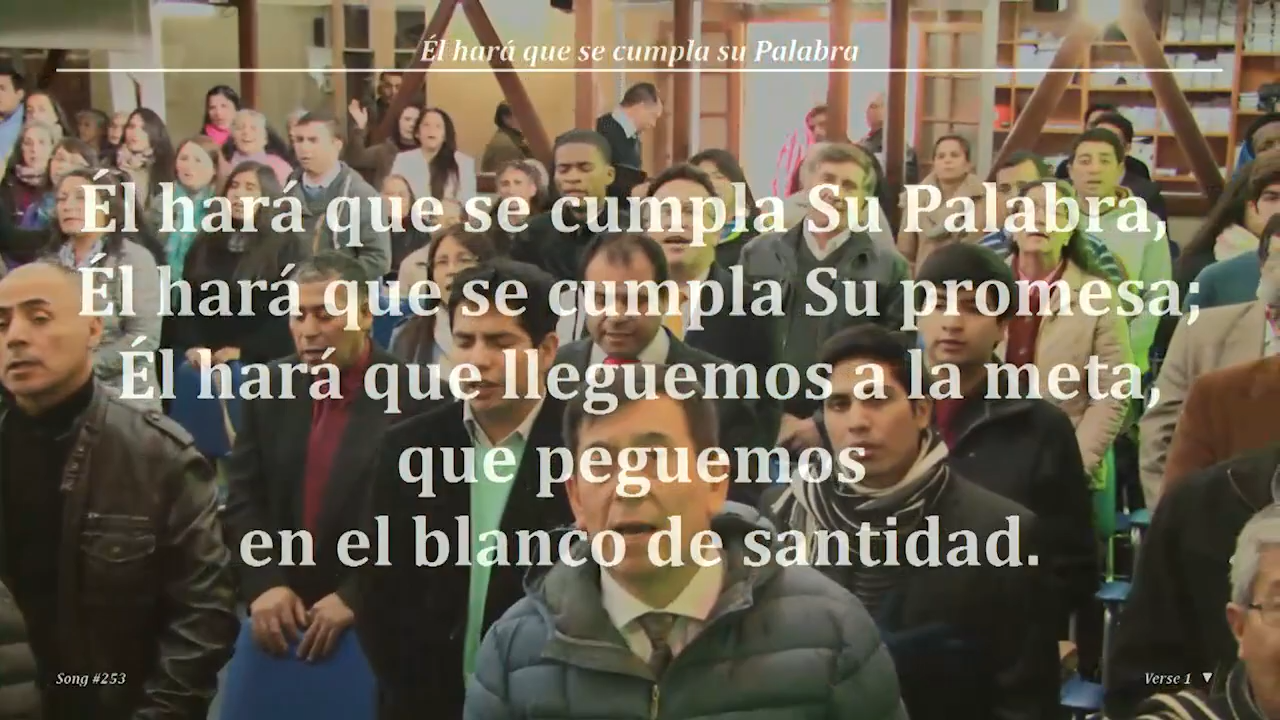 Él hará que se cumpla su Palabra
Él hará que se cumpla Su Palabra,
Él hará que se cumpla Su promesa;
Él hará que lleguemos a la meta,
que peguemos
en el blanco de santidad.
Song #253
Verse 1 ▼